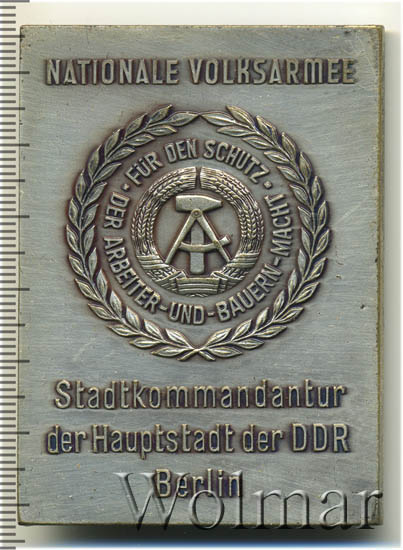 NATIONALE VOLKSARMEE
FÜR DEN SCHUTZ
DER ARBEITER-UND-BAUERN-MACHT
Stadtkommandantur
der Hauptstadt der DDR
Berlin
Wolmar